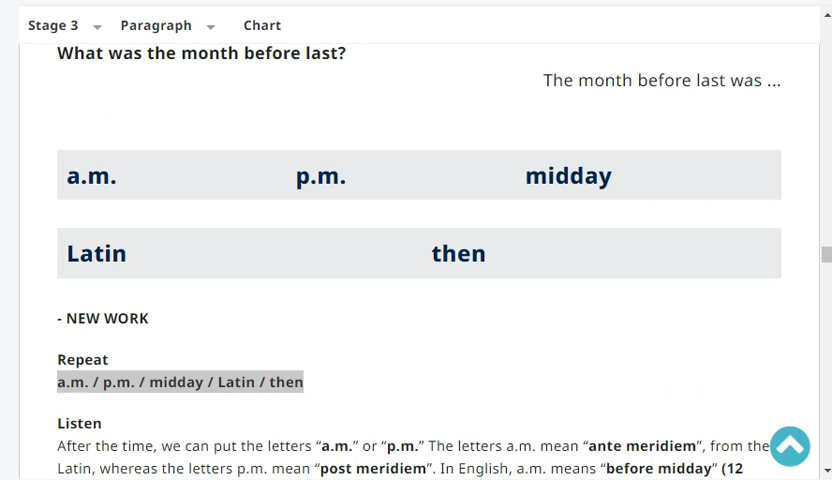 Stage 3 Paragraph Chart
What was the month before last?
The month before last was ...
a.m. p.m. midday
Latin then
- NEW WORK
Repeat
a.m. / p.m. / midday / Latin / then
Listen
After the time, we can put the letters “a.m.” or “p.m.” The letters a.m. mean “ante meridiem”, from the
Latin, whereas the letters p.m. mean “post meridiem”. In English, a.m. means “before midday” (12